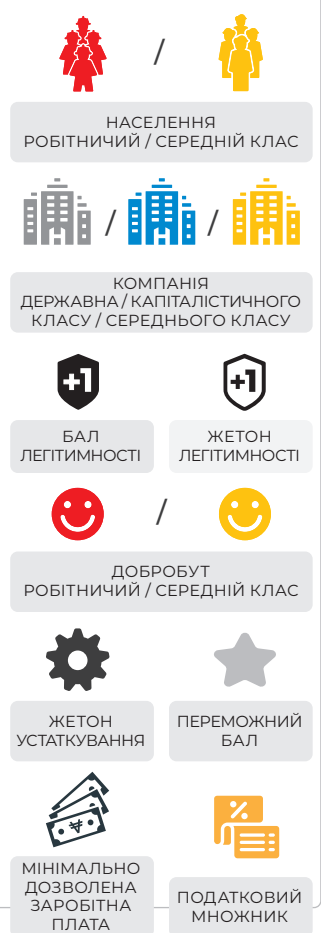 /
НАСЕЛЕННЯ
РОБІТНИЧИЙ / СЕРЕДНІЙ КЛАС
/ /
КОМПАНІЯ
ДЕРЖАВНА / КАПІТАЛІСТИЧНОГО
КЛАСУ / СЕРЕДНЬОГО КЛАСУ
+1 +1
БАЛ
ЛЕГІТИМНОСТІ
ЖЕТОН
ЛЕГІТИМНОСТІ
/
ДОБРОБУТ
РОБІТНИЧИЙ / СЕРЕДНІЙ КЛАС
ЖЕТОН
УСТАТКУВАННЯ
ПЕРЕМОЖНИЙ
БАЛ
₩
%
МІНІМАЛЬНО
ДОЗВОЛЕНА
ЗАРОБІТНА
ПЛАТА
ПОДАТКОВИЙ
МНОЖНИК